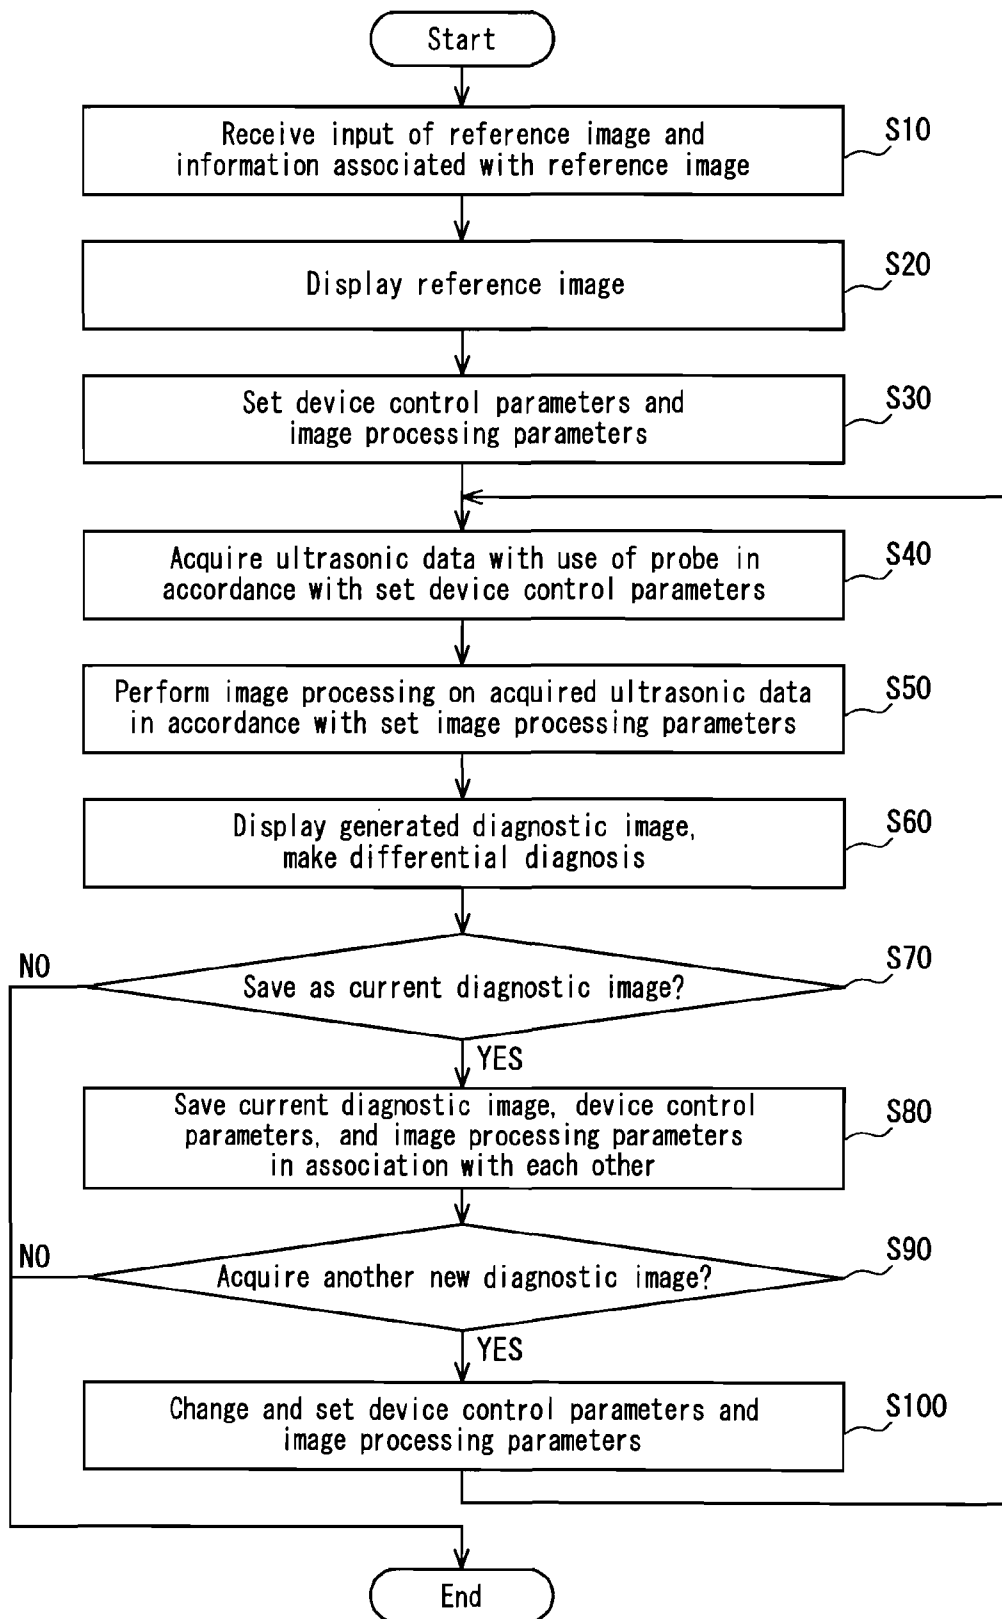 Start
Receive input of reference image and
information associated with reference image
S10
Display reference image
S20
Set device control parameters and
image processing parameters
S30
Acquire ultrasonic data with use of probe in
accordance with set device control parameters
S40
Perform image processing on acquired ultrasonic data
in accordance with set image processing parameters
S50
Display generated diagnostic image,
make differential diagnosis
S60
NO
Save as current diagnostic image?
S70
YES
Save current diagnostic image, device control
parameters, and image processing parameters
in association with each other
S80
NO
Acquire another new diagnostic image?
S90
YES
Change and set device control parameters and
image processing parameters
S100
End